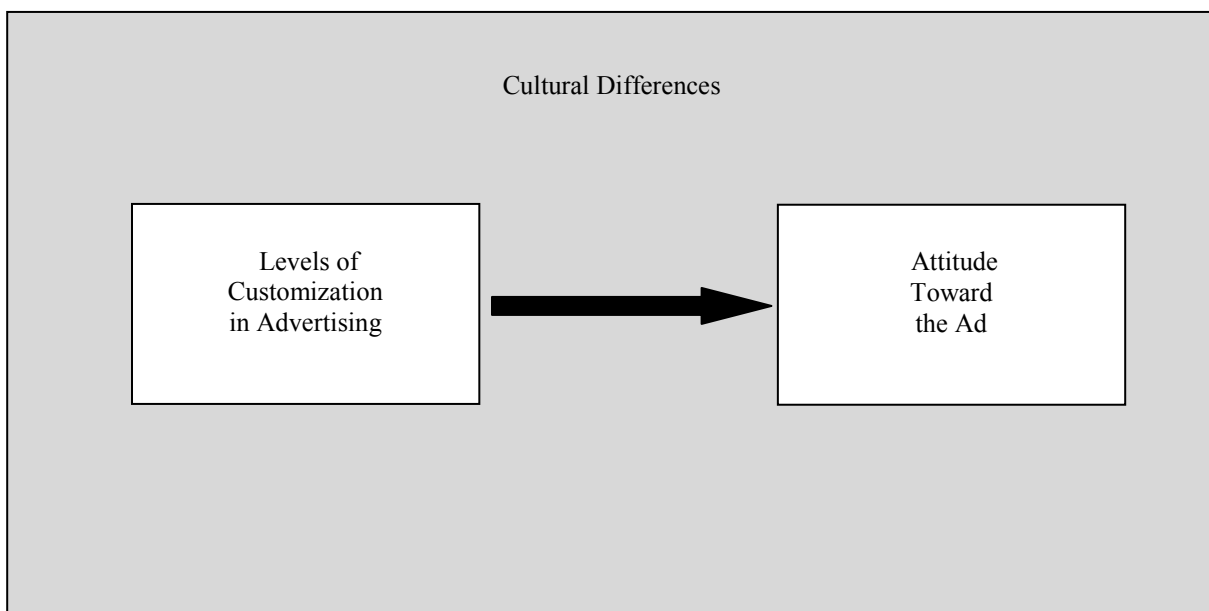 Cultural Differences
Levels of
Customization
in Advertising
Attitude
Toward
the Ad